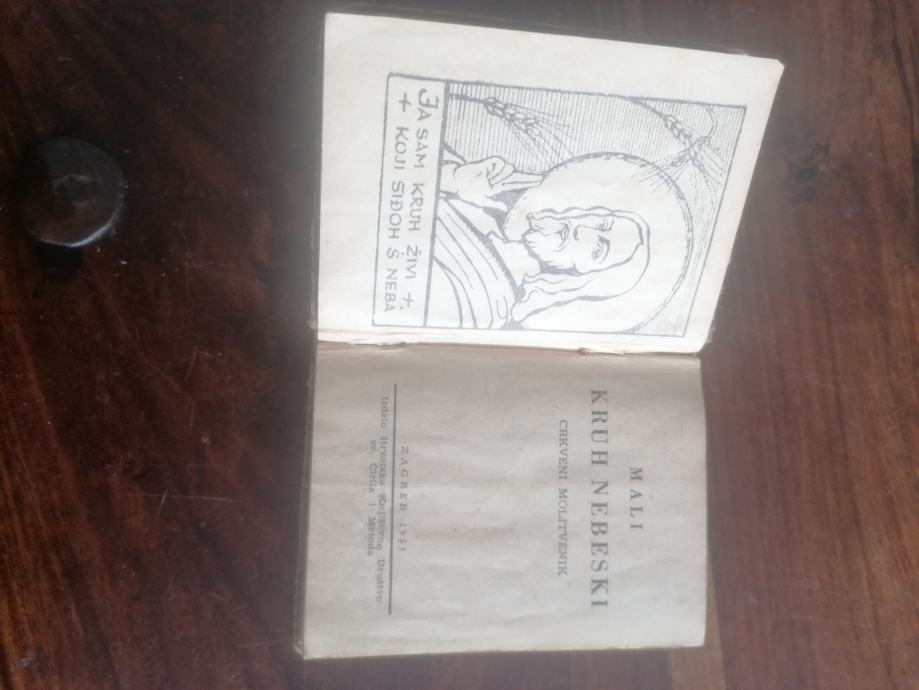 JA SAM KRUH ŽIVI +
+ KOJI SIĐOH S NEBA
MALI
KRUH NEBESKI
CRKVENI MOLITVENIK
ZAGREB 1951
Izdalo Hrvatsko Književno Društvo
sv. Ćirila i Metoda